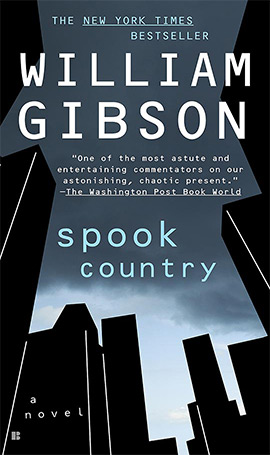 THE NEW YORK TIMES
BESTSELLER
WILLIAM
GIBSON
"One of the most astute and
entertaining commentators on our
astonishing, chaotic present."
—The Washington Post Book World
spook
country
a
novel
B